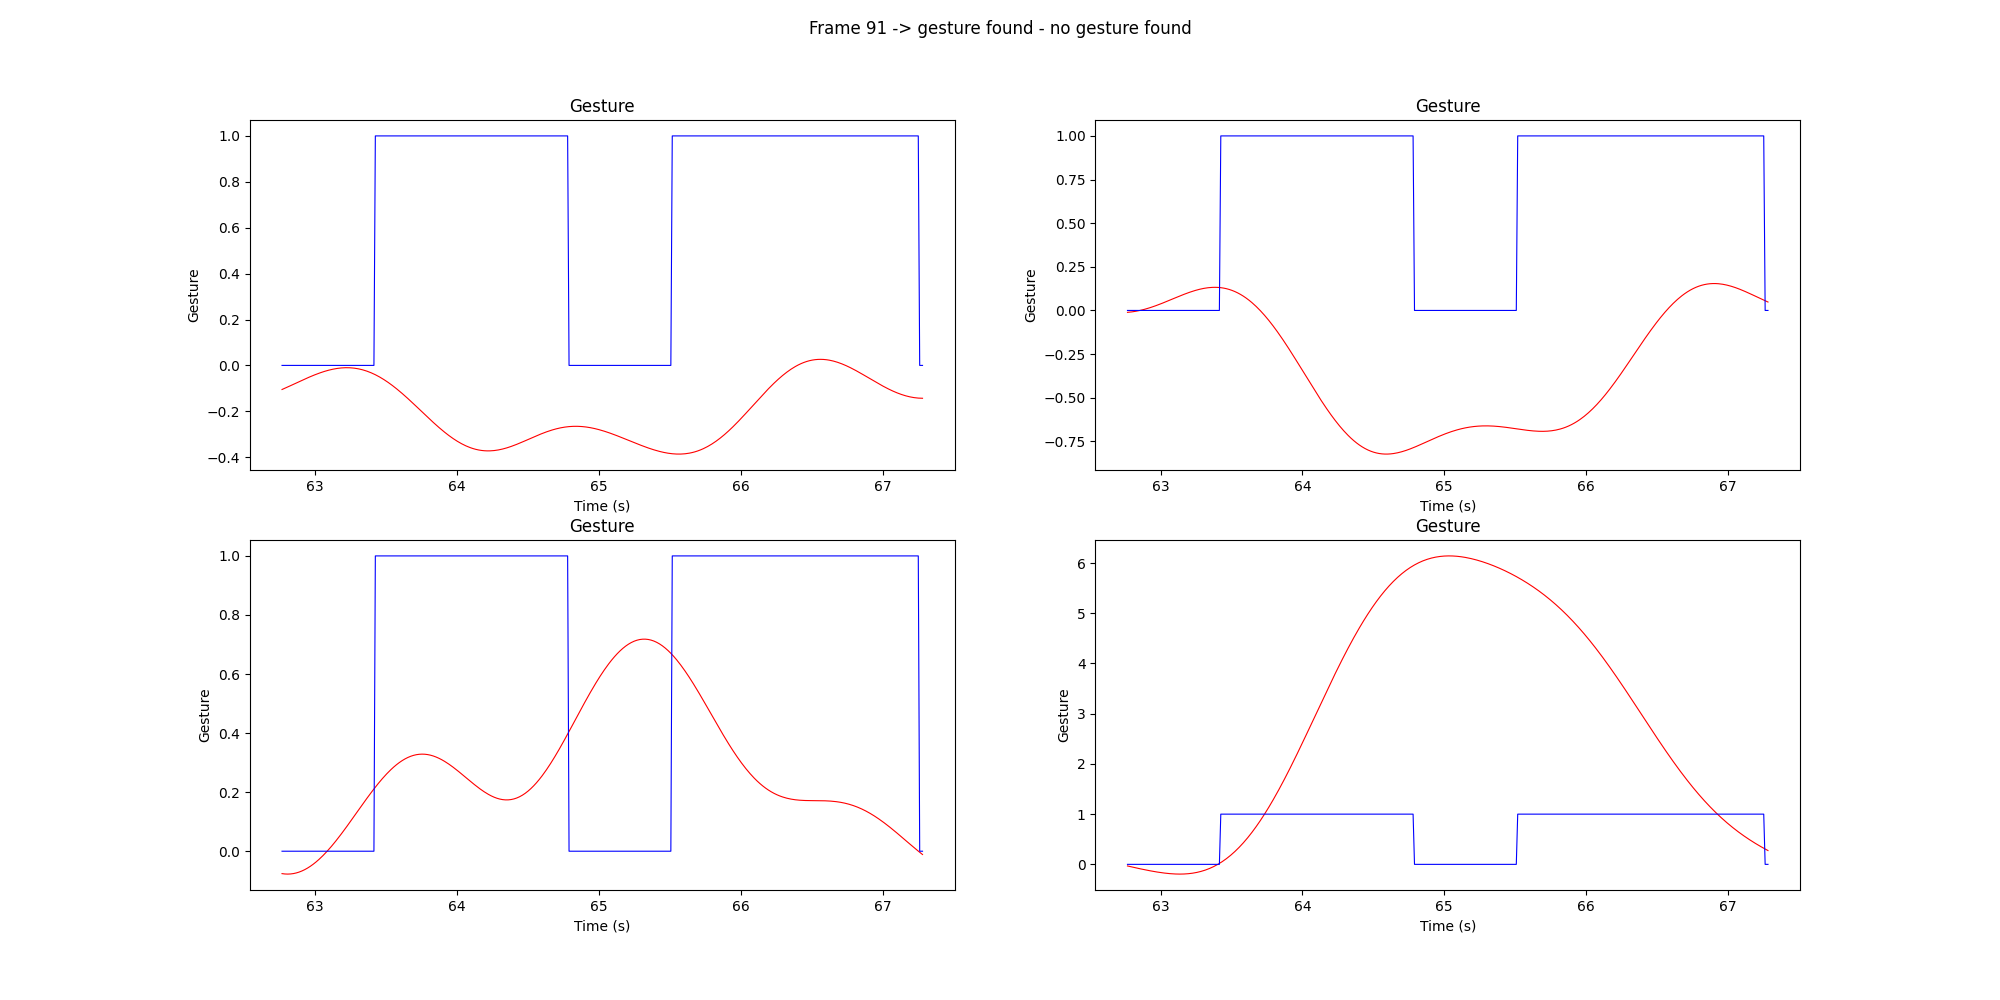 Frame 91 -> gesture found - no gesture found
Gesture
1.0
0.8
0.6
0.4
0.2
0.0
−0.2
−0.4
Gesture
63 64 65 66 67
Time (s)
Gesture
1.00
0.75
0.50
0.25
0.00
−0.25
−0.50
−0.75
Gesture
63 64 65 66 67
Time (s)
Gesture
1.0
0.8
0.6
0.4
0.2
0.0
Gesture
63 64 65 66 67
Time (s)
Gesture
6
5
4
3
2
1
0
Gesture
63 64 65 66 67
Time (s)